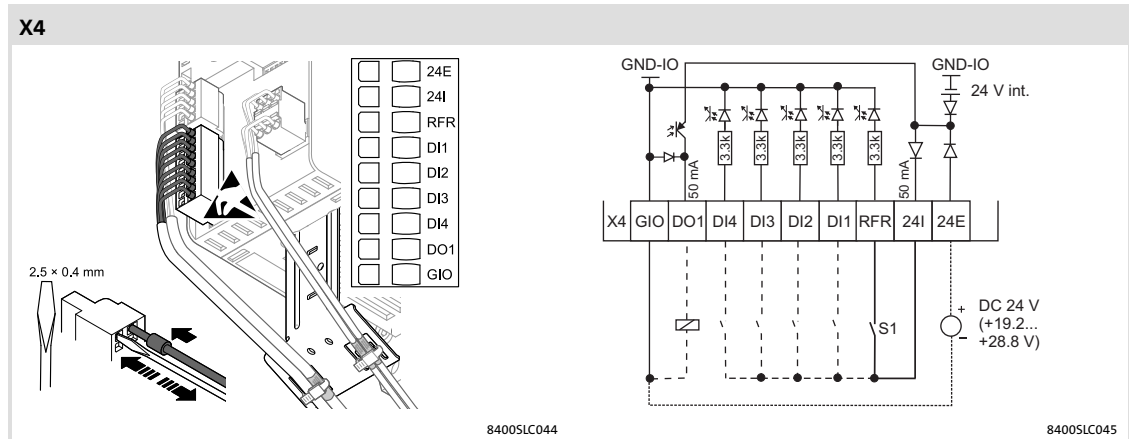 X4
24E
24I
RFR
DI1
DI2
DI3
DI4
DO1
GIO
2.5 × 0.4 mm
8400SLC044
GND-IO
GND-IO
24 V int.
3.3k
3.3k
3.3k
3.3k
3.3k
50 mA
50 mA
X4 GIO DO1 DI4 DI3 DI2 DI1 RFR 24I 24E
S1
+
DC 24 V
(+19.2...
−
+28.8 V)
8400SLC045